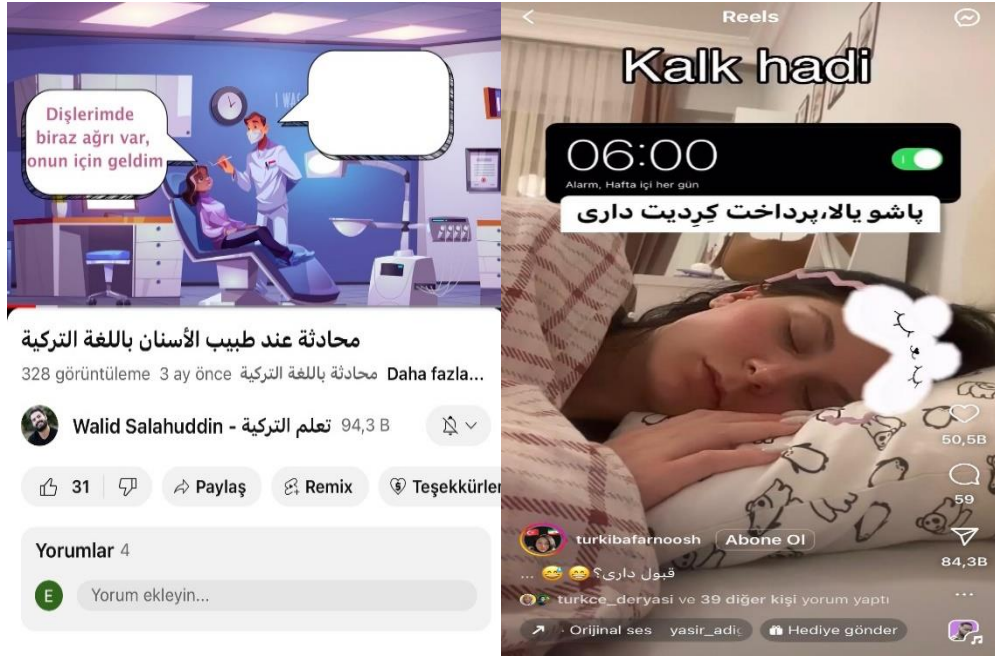 Dişlerimde
biraz ağrı var,
onun için geldim
I WAS
محادثة عند طبيب الأسنان باللغة التركية
328 görüntüleme 3 ay önce محادثة باللغة التركية Daha fazla...
Walid Salahuddin - تعلم التركية 94,3 B
31 Paylaş Remix Teşekkürler
Yorumlar 4
E Yorum ekleyin...
Reels
Kalk hadi
06:00
Alarm, Hafta içi her gün
پاشو یالا،پرداخت کِرِدیت داری
50,5B
59
84,3B
turkibafarnoosh Abone Ol
قبول داری؟😁😅 ...
turkce_deryasi ve 39 diğer kişi yorum yaptı
Orijinal ses yasir_adig Hediye gönder